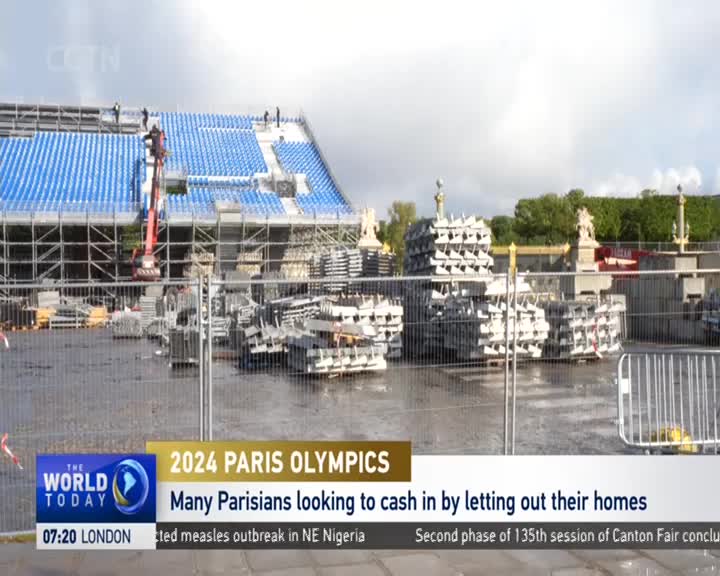 CGTN
2024 PARIS OLYMPICS
THE WORLD TODAY
Many Parisians looking to cash in by letting out their homes
07:20 LONDON
cted measles outbreak in NE Nigeria Second phase of 135th session of Canton Fair conclu